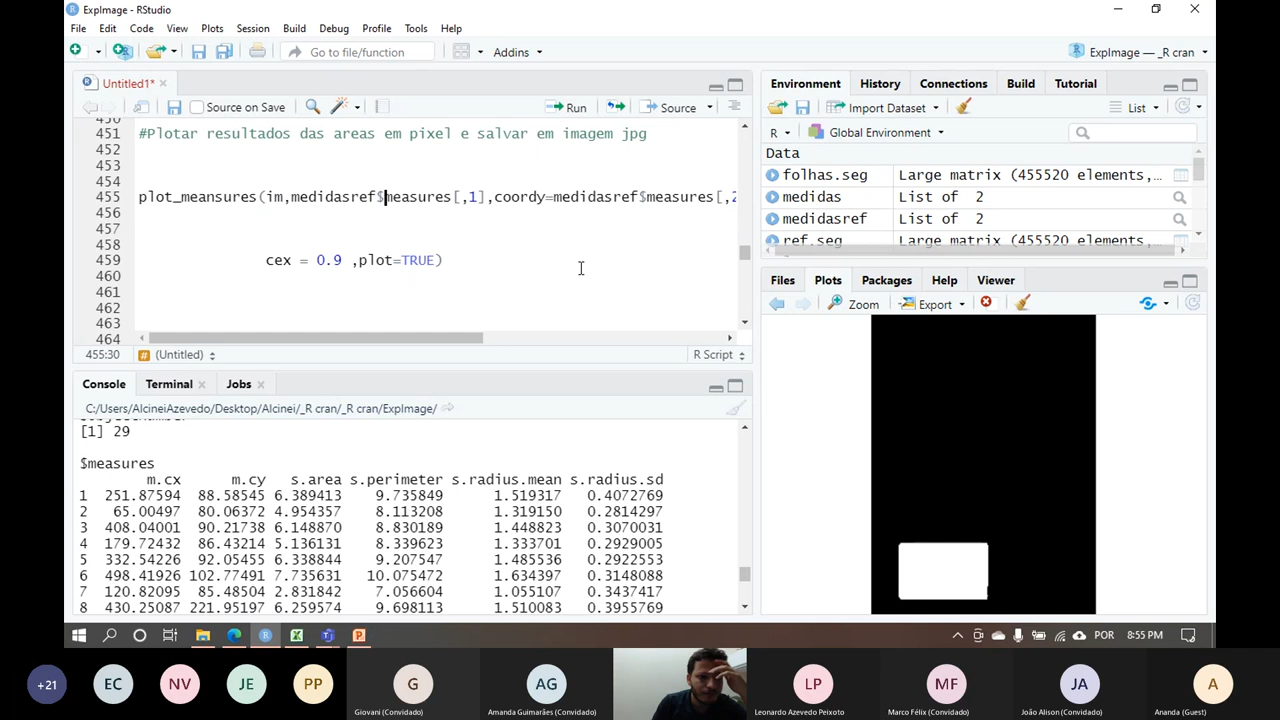 ExpImage - RStudio
File Edit Code View Plots Session Build Debug Profile Tools Help
Go to file/function Addins ExpImage — _R cran
Untitled1*
Source on Save Run Source
451 #Plotar resultados das areas em pixel e salvar em imagem jpg
452
453
454
455 plot_meansures(im,medidasref$measures[,1],coordy=medidasref$measures[,2
456
457
458
459 cex = 0.9 ,plot=TRUE)
460
461
462
463
464
455:30 (Untitled) R Script
Console Terminal Jobs
C:/Users/AlcineiAzevedo/Desktop/Alcinei/_R cran/_R cran/ExpImage/
[1] 29
$measures
m.cx m.cy s.area s.perimeter s.radius.mean s.radius.sd
1 251.87594 88.58545 6.389413 9.735849 1.519317 0.4072769
2 65.00497 80.06372 4.954357 8.113208 1.319150 0.2814297
3 408.04001 90.21738 6.148870 8.830189 1.448823 0.3070031
4 179.72432 86.43214 5.136131 8.339623 1.333701 0.2929005
5 332.54226 92.05455 6.338844 9.207547 1.485536 0.2922553
6 498.41926 102.77491 7.735631 10.075472 1.634397 0.3148088
7 120.82095 85.48504 2.831842 7.056604 1.055107 0.3437417
8 430.25087 221.95197 6.259574 9.698113 1.510083 0.3955769
Environment History Connections Build Tutorial
Import Dataset List
R Global Environment
Data
folhas.seg Large matrix (455520 elements,...
medidas List of 2
medidasref List of 2
ref.seg Large matrix (455520 elements,...
Files Plots Packages Help Viewer
Zoom Export
POR 8:55 PM
+21 EC NV JE PP G AG LP MF JA A
Giovani (Convidado) Amanda Guimarães (Convidado) Leonardo Azevedo Peixoto Marco Félix (Convidado) João Alison (Convidado) Ananda (Guest)